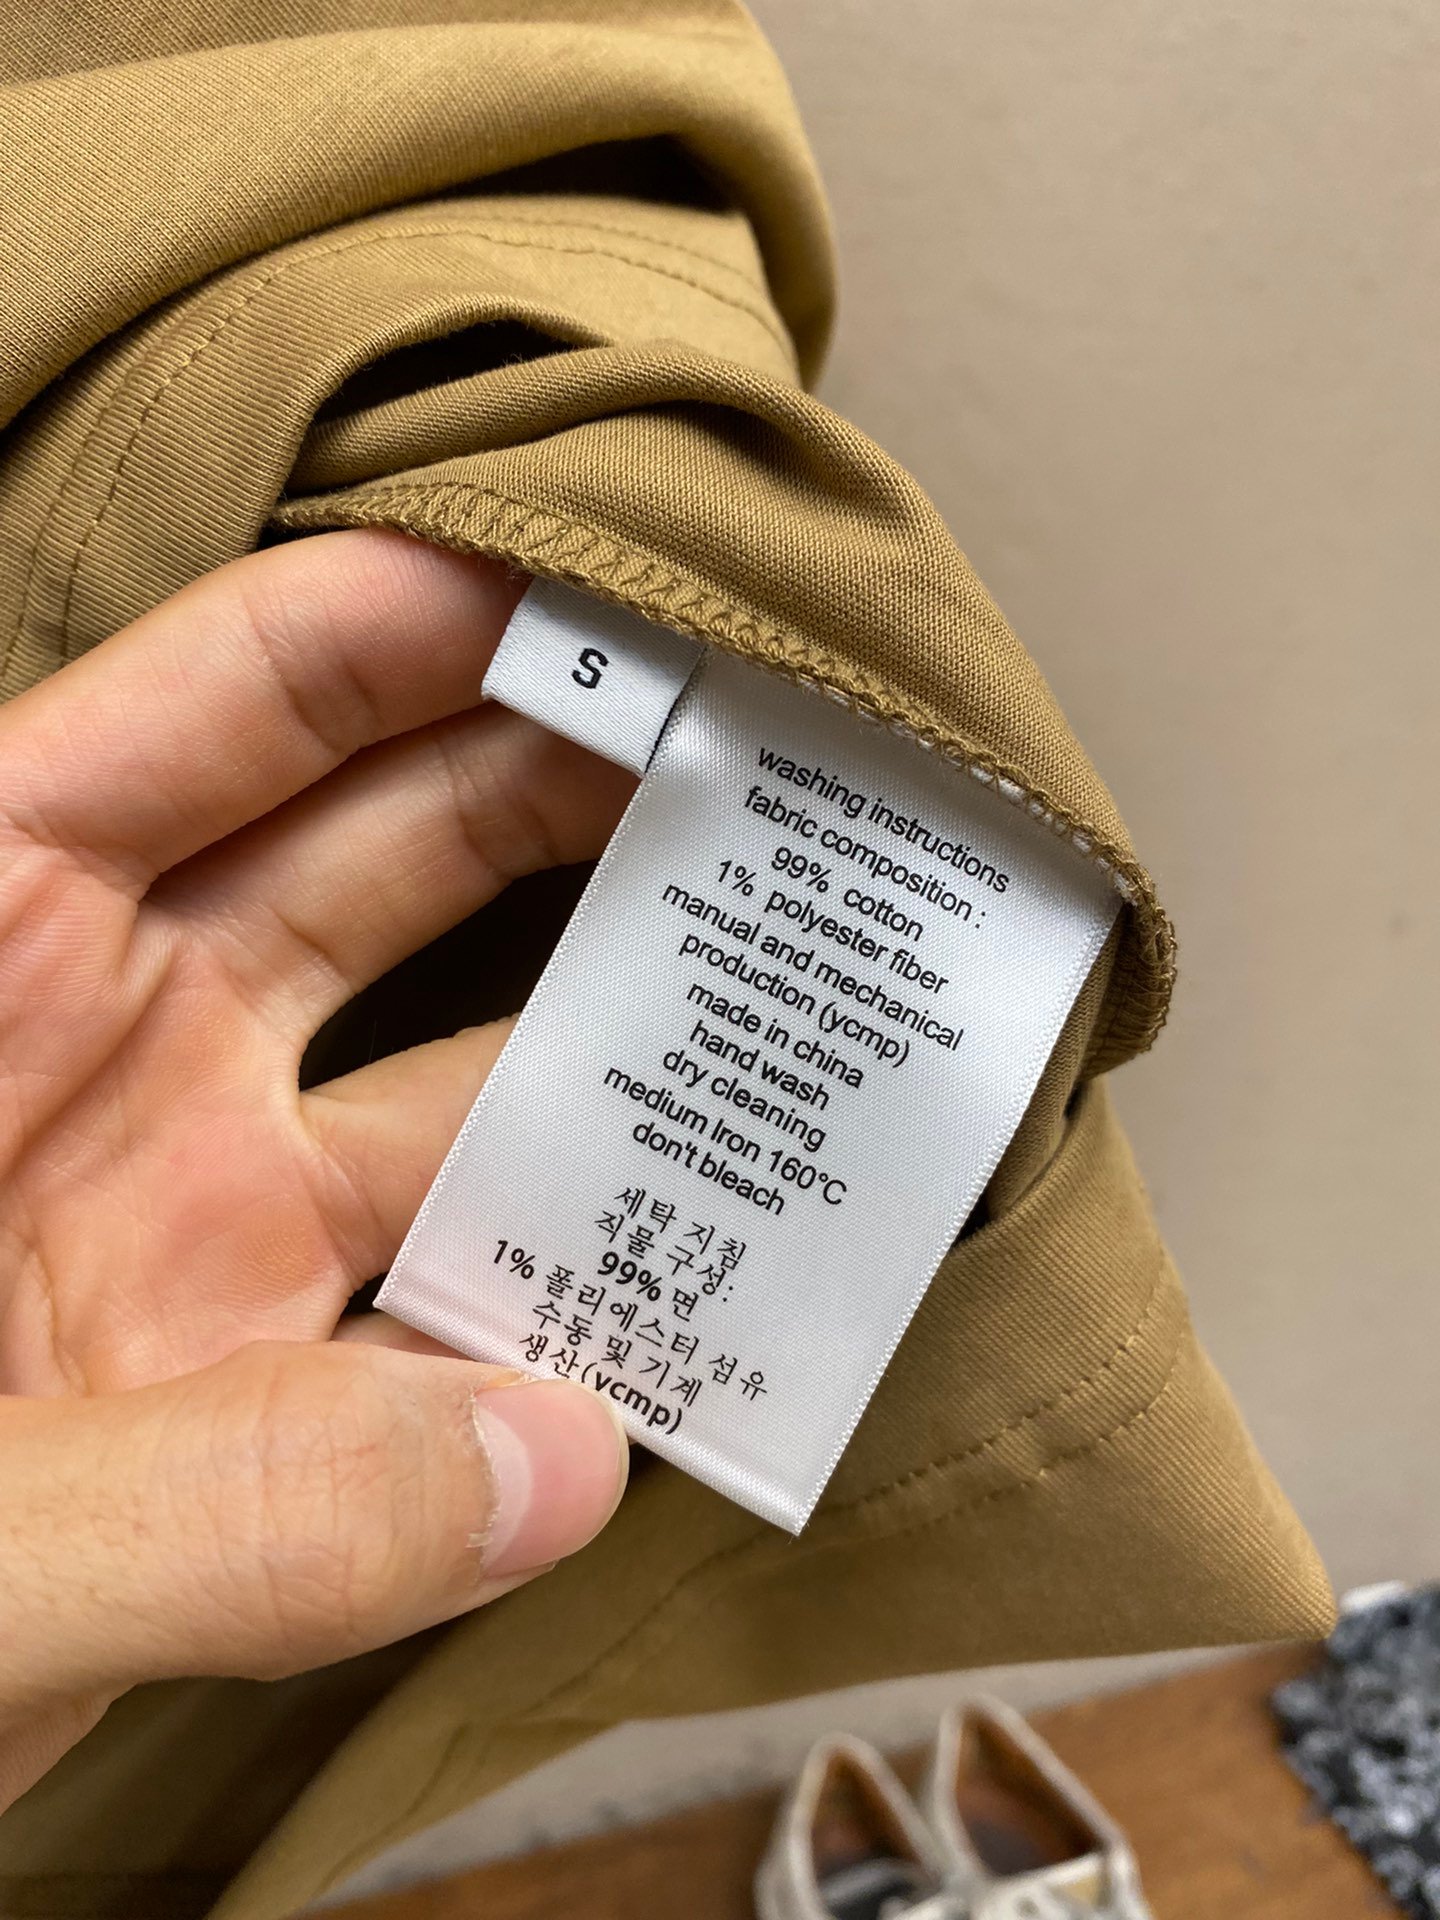 S
washing instructions
fabric composition :
99% cotton
1% polyester fiber
manual and mechanical
production (ycmp)
made in china
hand wash
dry cleaning
medium Iron 160°C
don't bleach
세탁 지침
직물 구성:
99% 면
1% 폴리에스터 섬유
수동 및 기계
생산(ycmp)